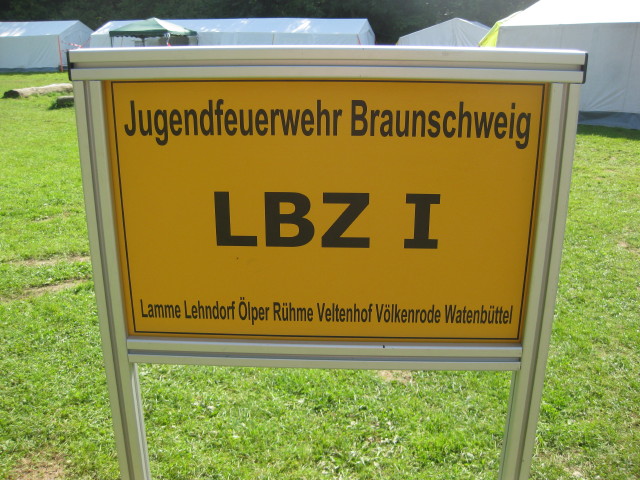 Jugendfeuerwehr Braunschweig
LBZ I
Lamme Lehndorf Ölper Rühme Veltenhof Völkenrode Watenbüttel